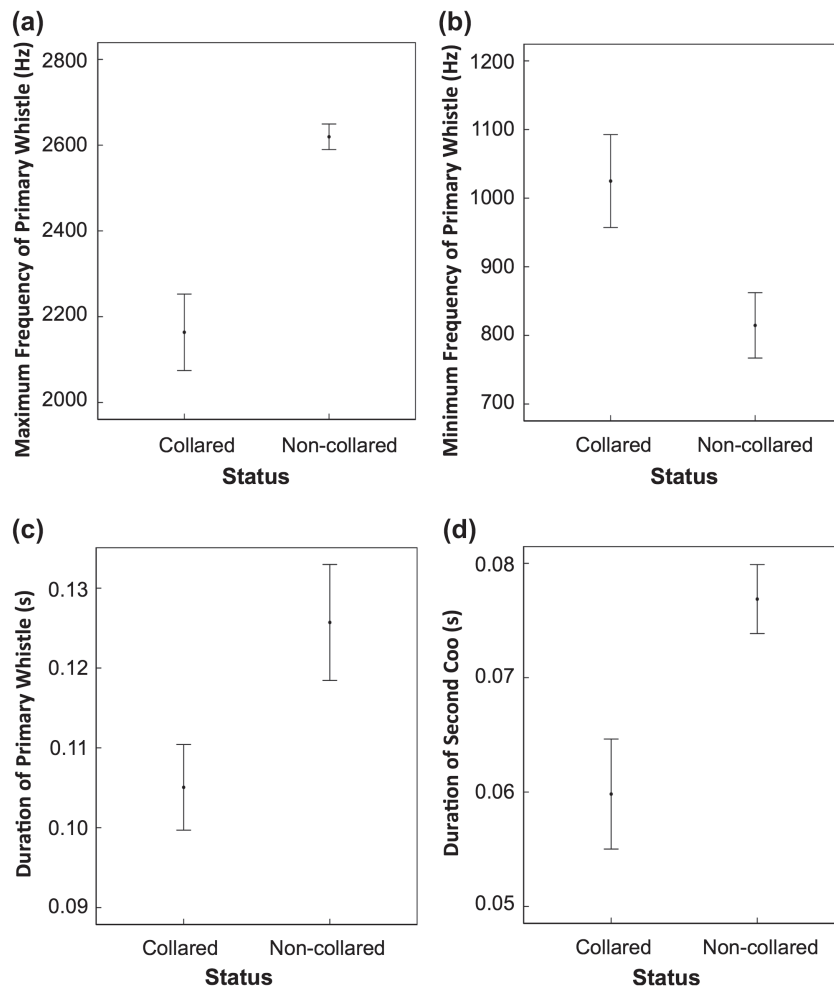 (a)
Maximum Frequency of Primary Whistle (Hz)
2800
2600
2400
2200
2000
Collared Non-collared
Status
(b)
Minimum Frequency of Primary Whistle (Hz)
1200
1100
1000
900
800
700
Collared Non-collared
Status
(c)
Duration of Primary Whistle (s)
0.13
0.12
0.11
0.10
0.09
Collared Non-collared
Status
(d)
Duration of Second Coo (s)
0.08
0.07
0.06
0.05
Collared Non-collared
Status